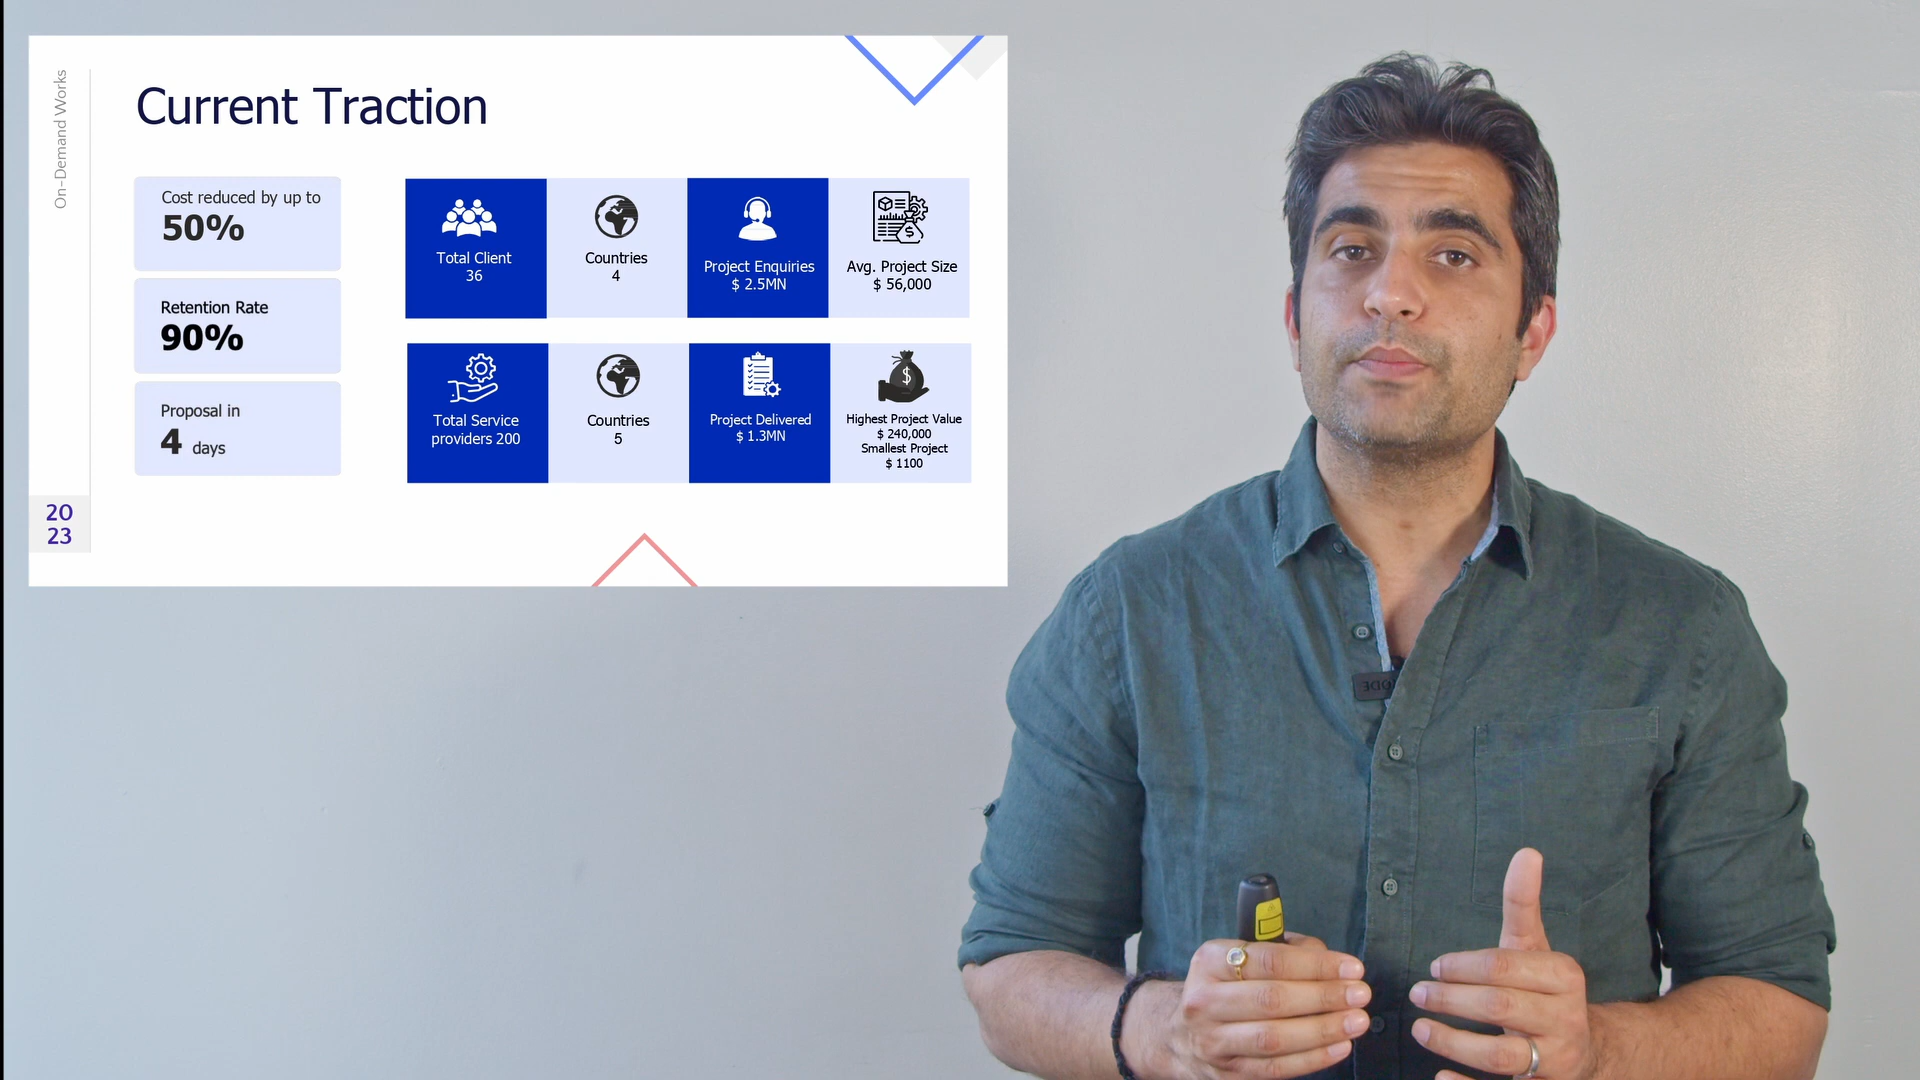 On-Demand Works
Current Traction
Cost reduced by up to
50%
Retention Rate
90%
Proposal in
4 days
20
23
Total Client
36
Countries
4
Project Enquiries
$ 2.5MN
Avg. Project Size
$ 56,000
Total Service
providers 200
Countries
5
Project Delivered
$ 1.3MN
Highest Project Value
$ 240,000
Smallest Project
$ 1100